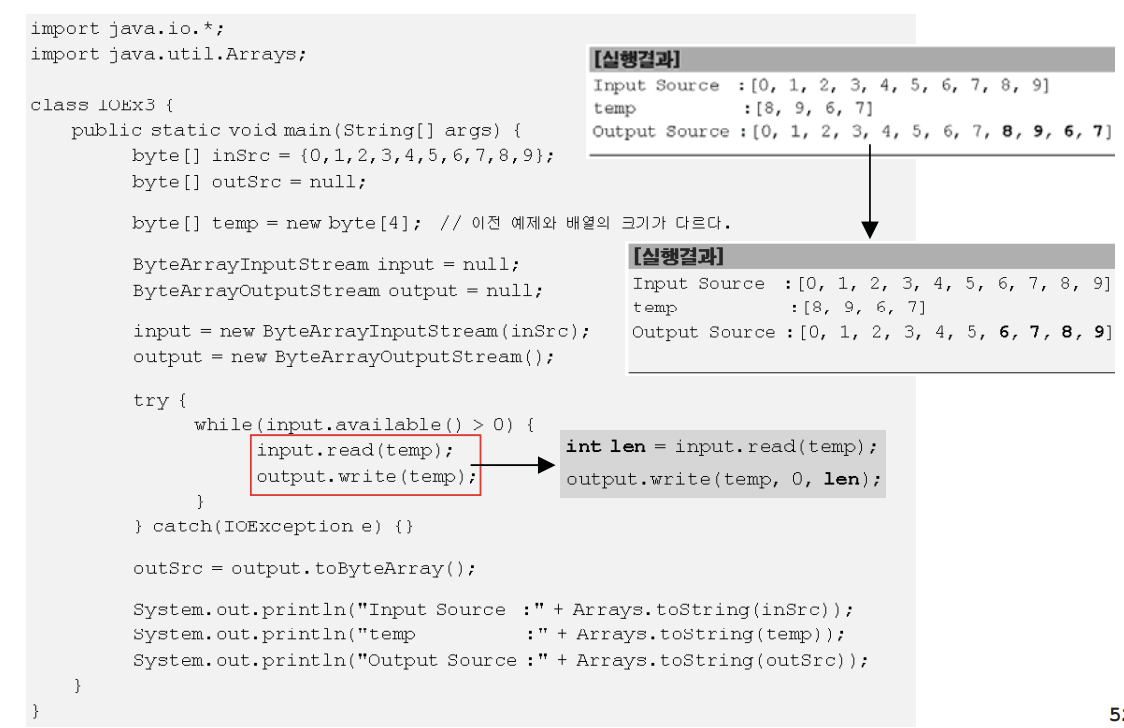 import java.io.*;
import java.util.Arrays;
class IOEx3 {
public static void main(String[] args) {
byte[] inSrc = {0,1,2,3,4,5,6,7,8,9};
byte[] outSrc = null;
byte[] temp = new byte[4]; // 이전 예제와 배열의 크기가 다르다.
ByteArrayInputStream input = null;
ByteArrayOutputStream output = null;
input = new ByteArrayInputStream(inSrc);
output = new ByteArrayOutputStream();
try {
while(input.available() > 0) {
input.read(temp);
output.write(temp);
}
} catch(IOException e) {}
outSrc = output.toByteArray();
System.out.println("Input Source :" + Arrays.toString(inSrc));
System.out.println("temp :" + Arrays.toString(temp));
System.out.println("Output Source :" + Arrays.toString(outSrc));
}
}
[실행결과]
Input Source :[0, 1, 2, 3, 4, 5, 6, 7, 8, 9]
temp :[8, 9, 6, 7]
Output Source :[0, 1, 2, 3, 4, 5, 6, 7, 8, 9, 6, 7]
[실행결과]
Input Source :[0, 1, 2, 3, 4, 5, 6, 7, 8, 9]
temp :[8, 9, 6, 7]
Output Source :[0, 1, 2, 3, 4, 5, 6, 7, 8, 9]
int len = input.read(temp);
output.write(temp, 0, len);